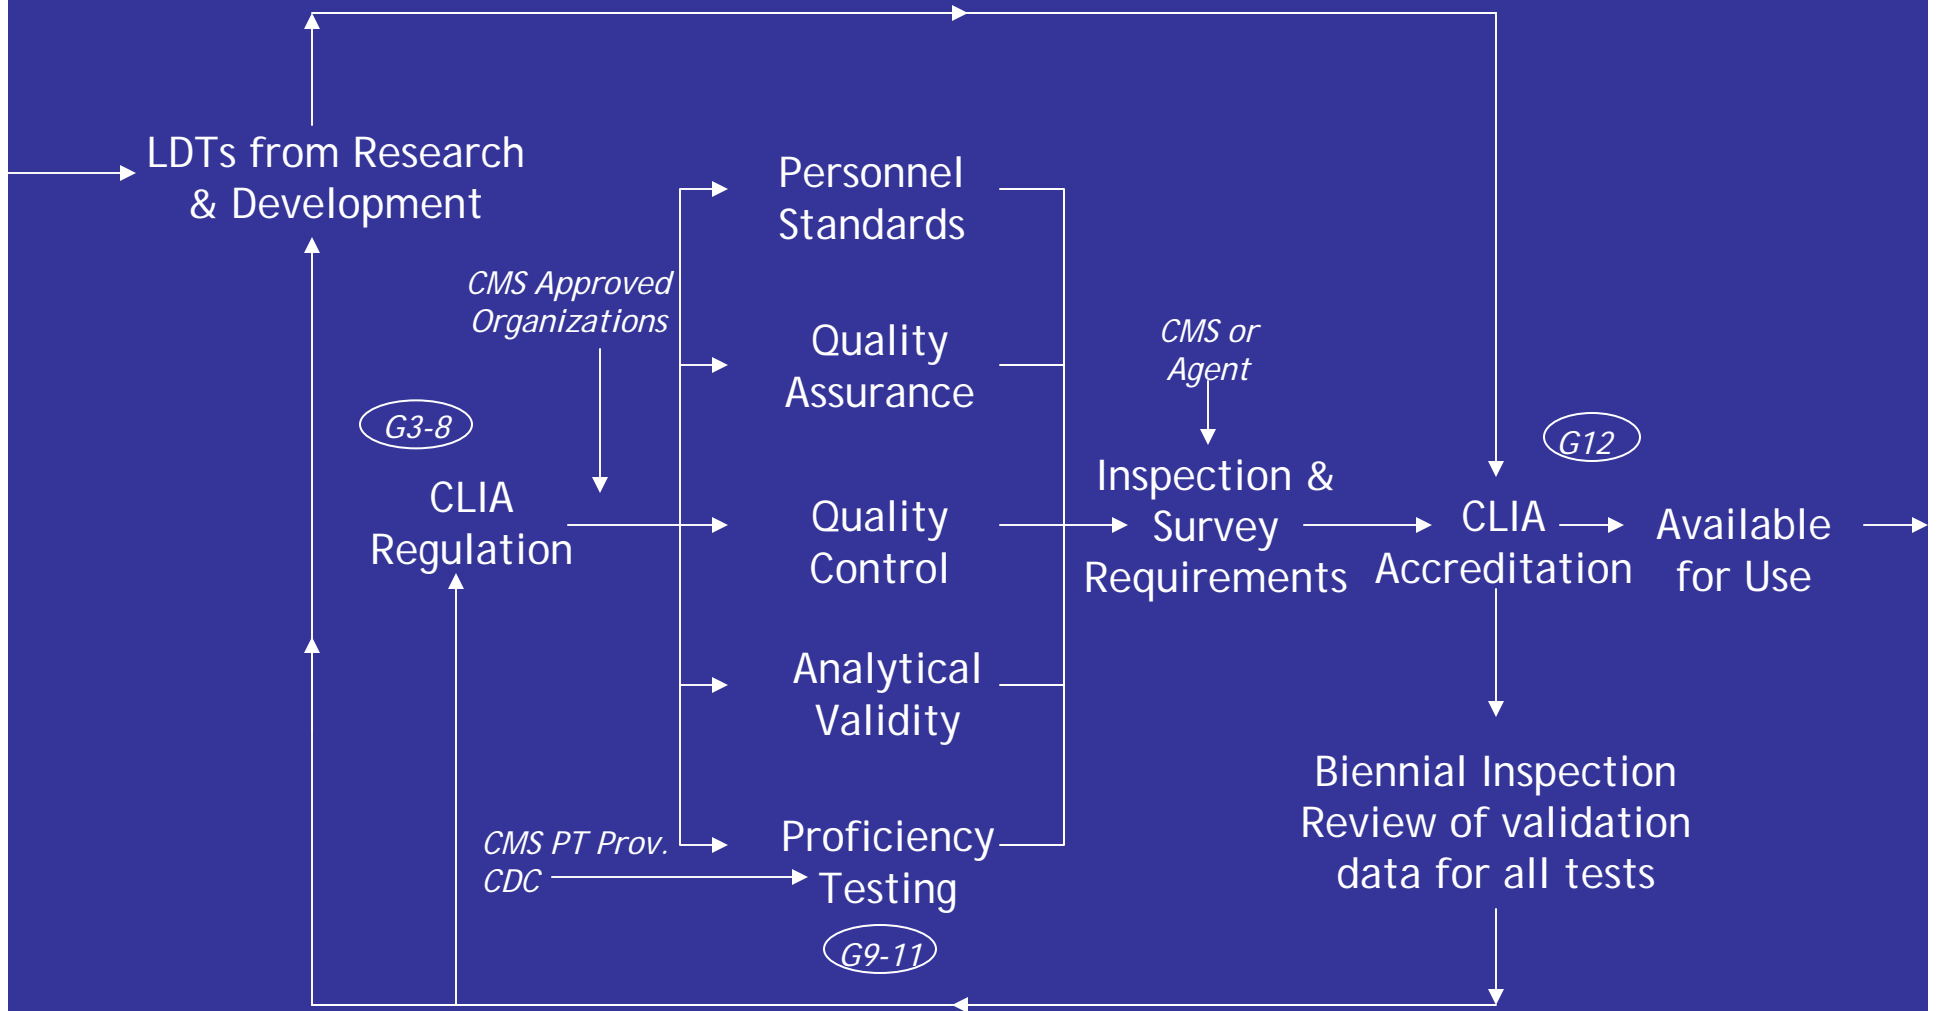 LDTs from Research
& Development
CMS Approved
Organizations
G3-8
CLIA
Regulation
Personnel
Standards
Quality
Assurance
Quality
Control
Analytical
Validity
CMS PT Prov.
CDC
Proficiency
Testing
G9-11
CMS or
Agent
Inspection &
Survey
Requirements
G12
CLIA
Accreditation
Available
for Use
Biennial Inspection
Review of validation
data for all tests